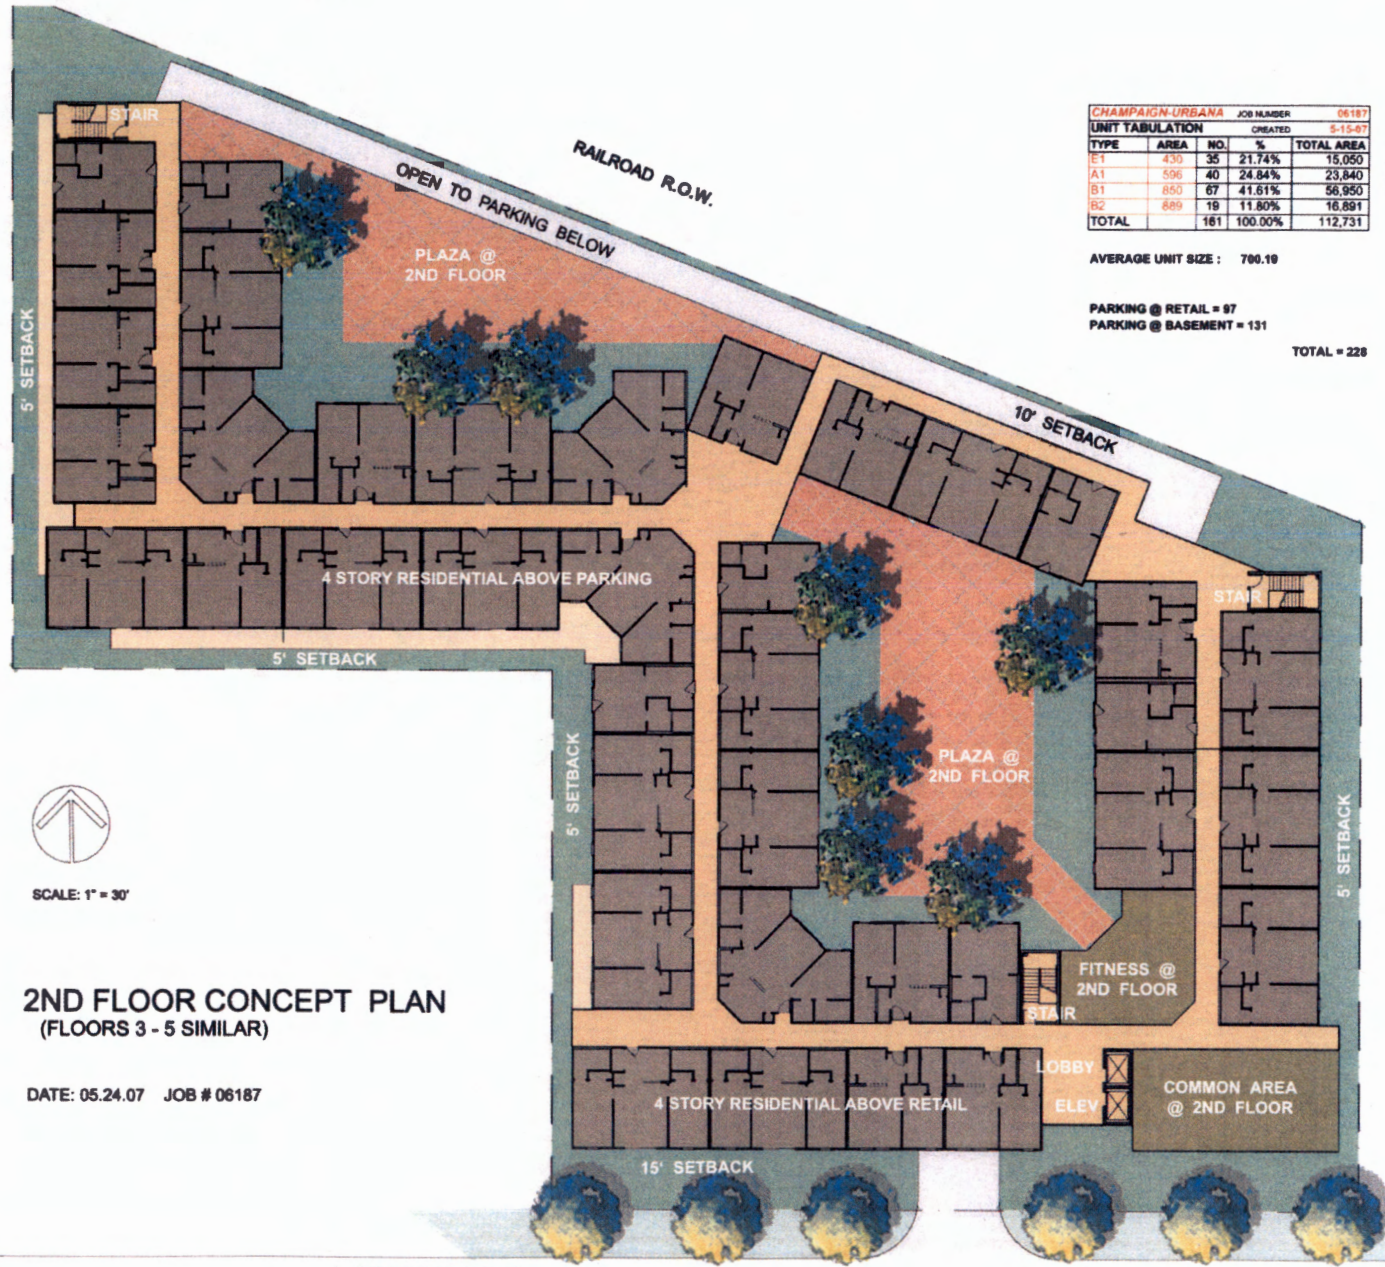 STAIR
RAILROAD R.O.W.
OPEN TO PARKING BELOW
PLAZA @
2ND FLOOR
CHAMPAIGN-URBANA JOB NUMBER 06187
UNIT TABULATION CREATED 5-15-07
TYPE AREA NO. % TOTAL AREA
E1 430 35 21.74% 15,050
A1 596 40 24.84% 23,840
B1 850 67 41.61% 56,950
B2 889 19 11.80% 16,891
TOTAL 161 100.00% 112,731
AVERAGE UNIT SIZE : 700.19
PARKING @ RETAIL = 97
PARKING @ BASEMENT = 131
TOTAL = 228
5' SETBACK
10' SETBACK
4 STORY RESIDENTIAL ABOVE PARKING
STAIR
5' SETBACK
5' SETBACK
PLAZA @
2ND FLOOR
5' SETBACK
SCALE: 1" = 30'
FITNESS @
2ND FLOOR
STAIR
2ND FLOOR CONCEPT PLAN
(FLOORS 3 - 5 SIMILAR)
DATE: 05.24.07 JOB # 06187
LOBBY
ELEV
COMMON AREA
@ 2ND FLOOR
4 STORY RESIDENTIAL ABOVE RETAIL
15' SETBACK